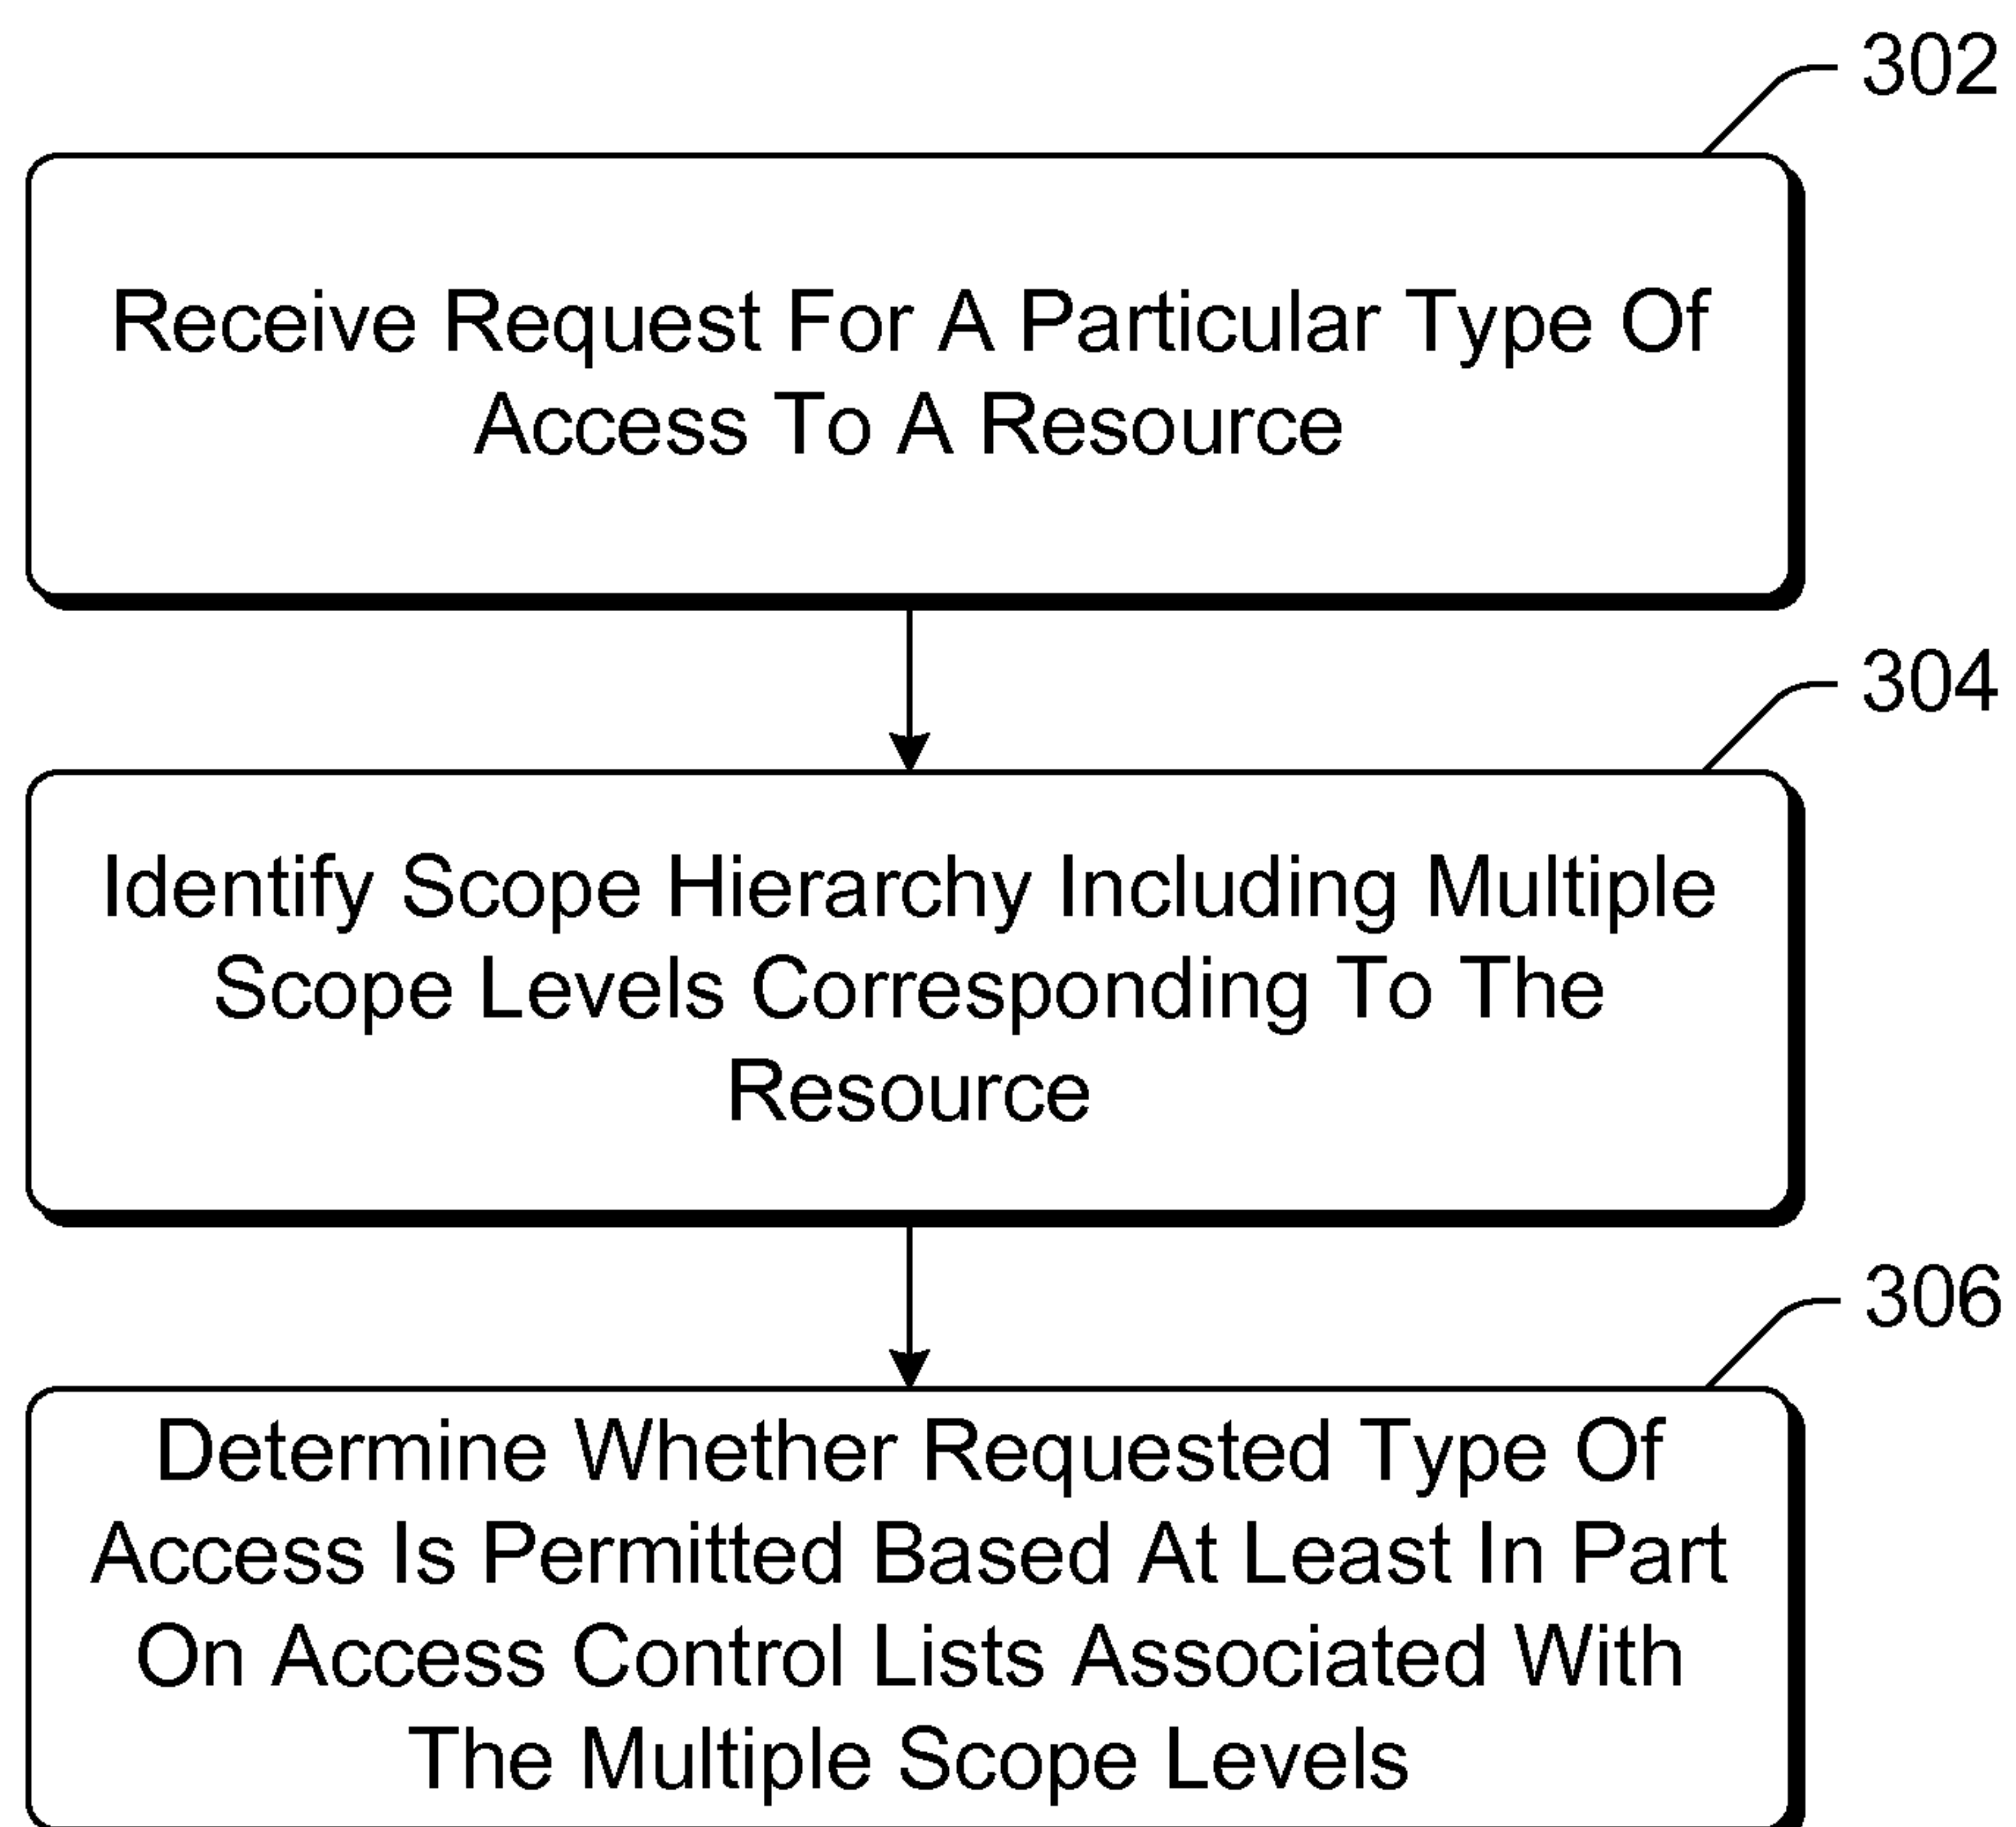 302
Receive Request For A Particular Type Of
Access To A Resource
304
Identify Scope Hierarchy Including Multiple
Scope Levels Corresponding To The
Resource
306
Determine Whether Requested Type Of
Access Is Permitted Based At Least In Part
On Access Control Lists Associated With
The Multiple Scope Levels